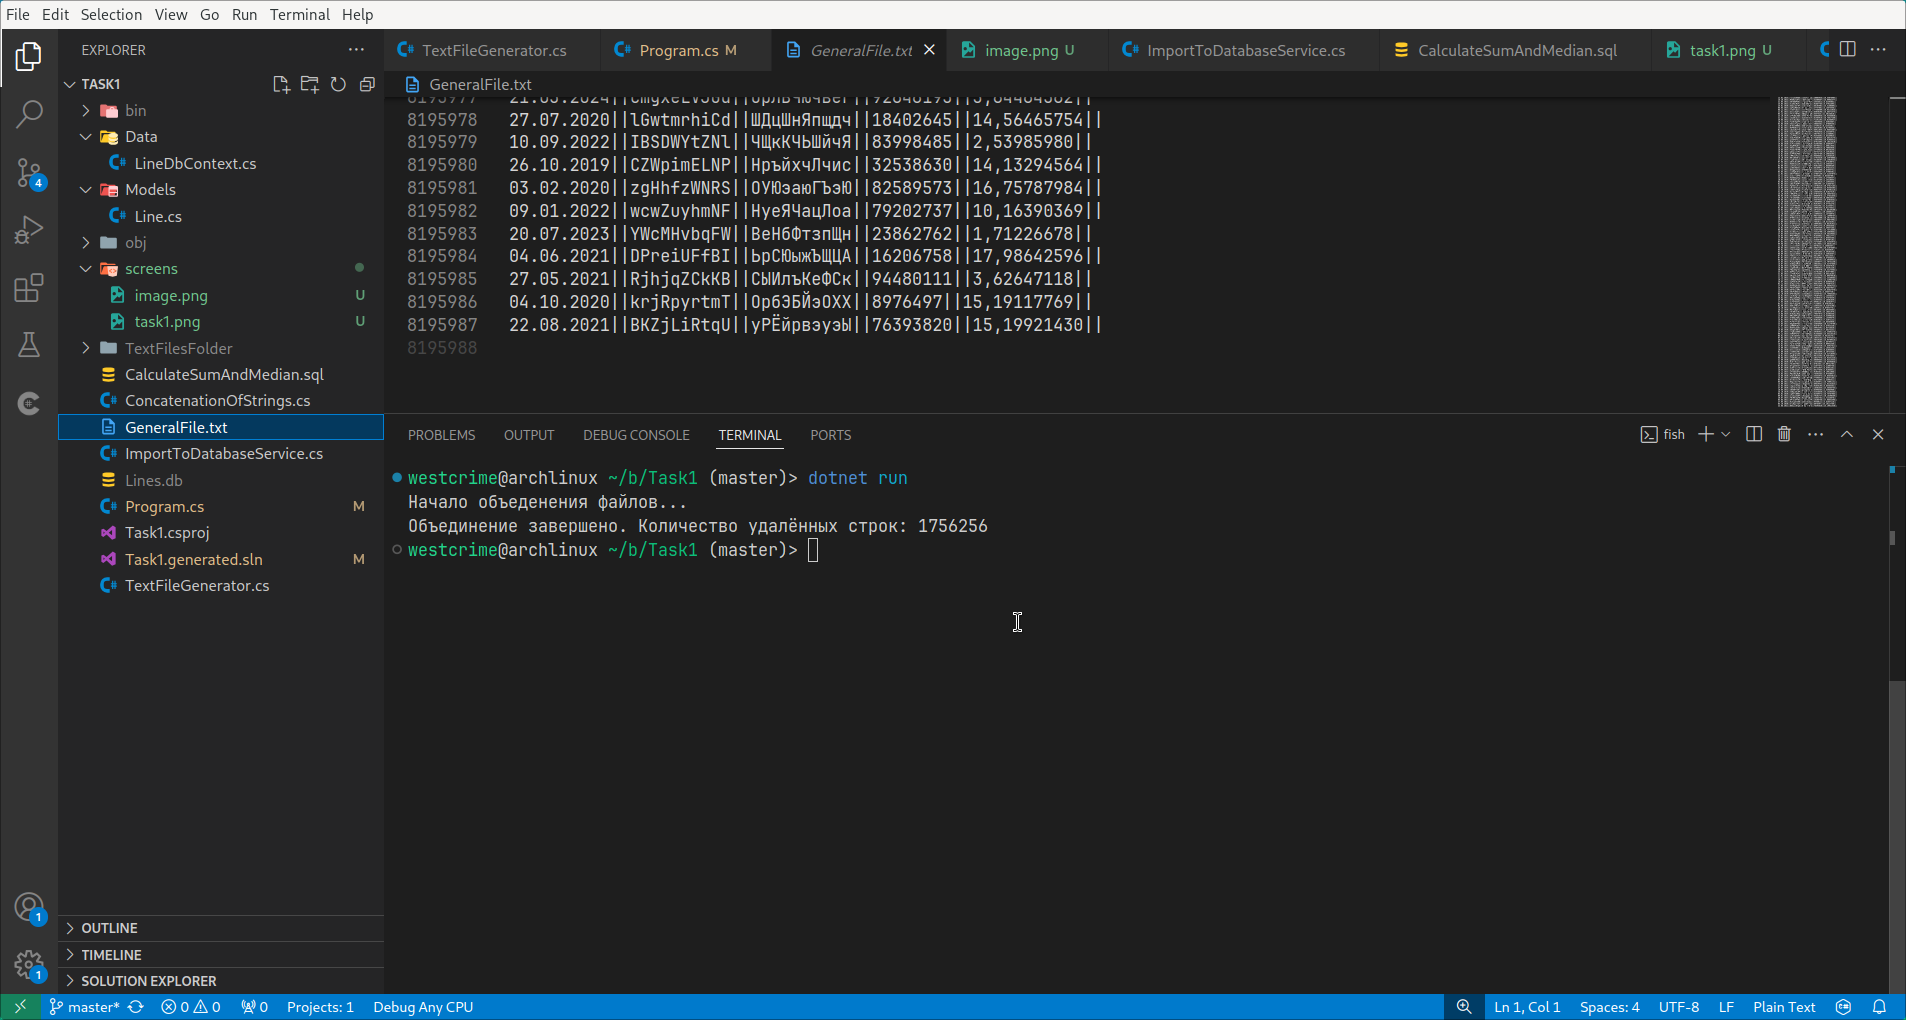 File Edit Selection View Go Run Terminal Help
EXPLORER
TextFileGenerator.cs Program.cs M GeneralFile.txt image.png U ImportToDatabaseService.cs CalculateSumAndMedian.sql task1.png U
TASK1
bin
Data
LineDbContext.cs
Models
Line.cs
obj
screens
image.png U
task1.png U
TextFilesFolder
CalculateSumAndMedian.sql
ConcatenationOfStrings.cs
GeneralFile.txt
ImportToDatabaseService.cs
Lines.db
Program.cs M
Task1.csproj
Task1.generated.sln M
TextFileGenerator.cs
OUTLINE
TIMELINE
SOLUTION EXPLORER
4
1
1
GeneralFile.txt
8195978 27.07.2020||lGwtmrhiCd||ШДцШнЯпщдч||18402645||14,56465754||
8195979 10.09.2022||IBSDWYtZNl||ЧЩкКЧЬШйчЯ||83998485||2,53985980||
8195980 26.10.2019||CZWpimELNP||НръйхчЛчис||32538630||14,13294564||
8195981 03.02.2020||zgHhfzWNRS||ОУЮэаюГЪэЮ||82589573||16,75787984||
8195982 09.01.2022||wcwZuyhmNF||НуеЯЧацЛоа||79202737||10,16390369||
8195983 20.07.2023||YWcMHvbqFW||ВеНбФтзпЩн||23862762||1,71226678||
8195984 04.06.2021||DPreiUFfBI||ЬрСЮыжЪЩЦА||16206758||17,98642596||
8195985 27.05.2021||RjhjqZCkKB||СЫИлъКеФСк||94480111||3,62647118||
8195986 04.10.2020||krjRpyrtmT||ОрбЭБЙэОХХ||8976497||15,19117769||
8195987 22.08.2021||BKZjLiRtqU||уРЁйрвэуэЫ||76393820||15,19921430||
8195988
PROBLEMS OUTPUT DEBUG CONSOLE TERMINAL PORTS fish
westcrime@archlinux ~/b/Task1 (master)> dotnet run
Начало объеденения файлов...
Объединение завершено. Количество удалённых строк: 1756256
westcrime@archlinux ~/b/Task1 (master)>
master* 0 0 0 Projects: 1 Debug Any CPU Ln 1, Col 1 Spaces: 4 UTF-8 LF Plain Text